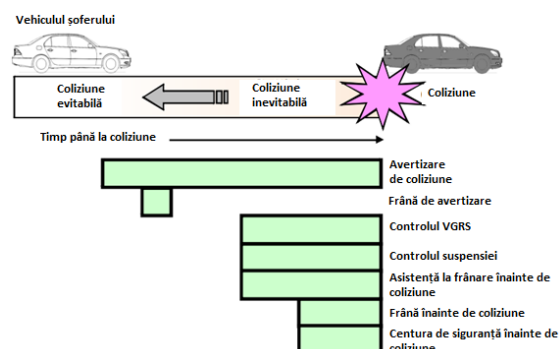 Vehiculul șoferului
Coliziune
evitabilă
Coliziune
inevitabilă
Coliziune
Timp până la coliziune
Avertizare
de coliziune
Frână de avertizare
Controlul VGRS
Controlul suspensiei
Asistență la frânare înainte de
coliziune
Frână înainte de coliziune
Centura de siguranță înainte de
coliziune